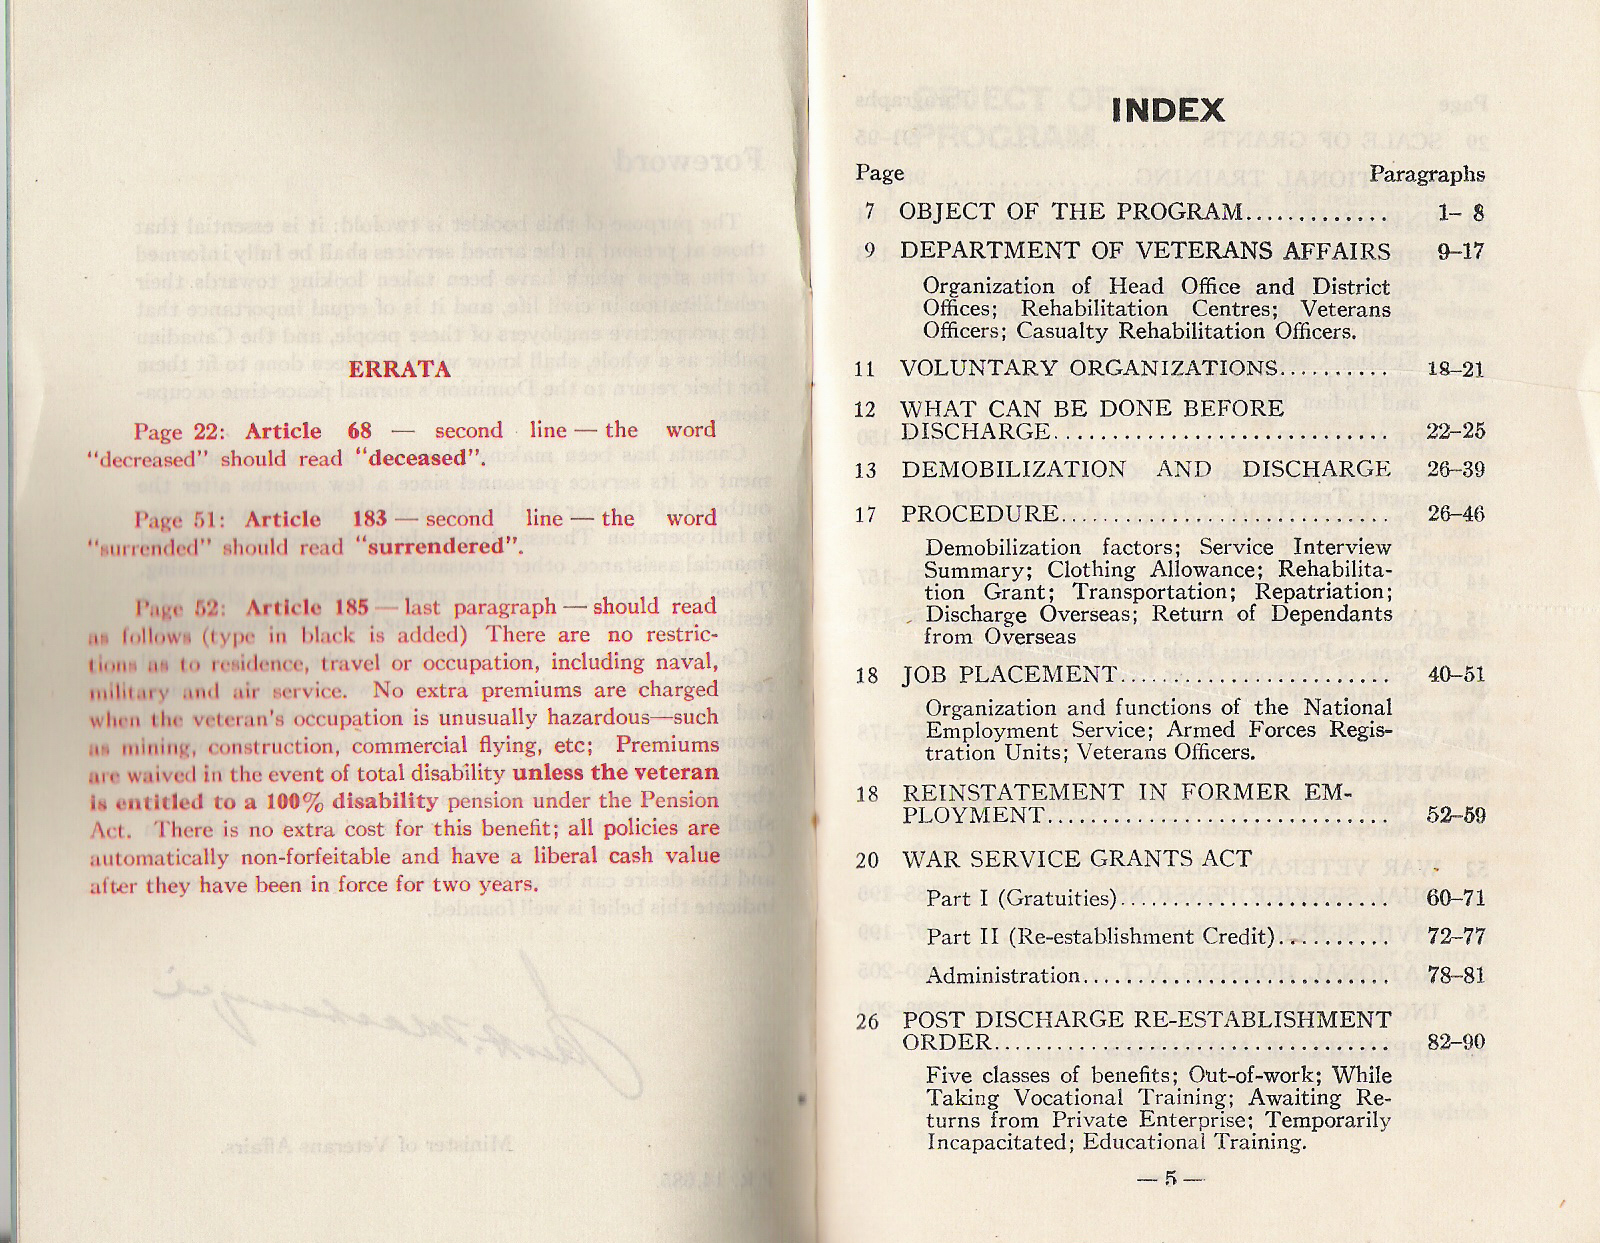 ERRATA
Page 22: Article 68 — second line — the word
“decreased” should read “deceased”.
Page 51: Article 183 — second line — the word
“surrended” should read “surrendered”.
Page 52: Article 185 — last paragraph — should read
as follows (type in black is added) There are no restric-
tions as to residence, travel or occupation, including naval,
military and air service. No extra premiums are charged
when the veteran's occupation is unusually hazardous—such
as mining, construction, commercial flying, etc; Premiums
are waived in the event of total disability unless the veteran
is entitled to a 100% disability pension under the Pension
Act. There is no extra cost for this benefit; all policies are
automatically non-forfeitable and have a liberal cash value
after they have been in force for two years.
INDEX
Page Paragraphs
7 OBJECT OF THE PROGRAM............. 1– 8
9 DEPARTMENT OF VETERANS AFFAIRS 9–17
Organization of Head Office and District
Offices; Rehabilitation Centres; Veterans
Officers; Casualty Rehabilitation Officers.
11 VOLUNTARY ORGANIZATIONS.......... 18–21
12 WHAT CAN BE DONE BEFORE
DISCHARGE............................. 22–25
13 DEMOBILIZATION AND DISCHARGE 26–39
17 PROCEDURE............................. 26–46
Demobilization factors; Service Interview
Summary; Clothing Allowance; Rehabilita-
tion Grant; Transportation; Repatriation;
Discharge Overseas; Return of Dependants
from Overseas
18 JOB PLACEMENT........................ 40–51
Organization and functions of the National
Employment Service; Armed Forces Regis-
tration Units; Veterans Officers.
18 REINSTATEMENT IN FORMER EM-
PLOYMENT.............................. 52–59
20 WAR SERVICE GRANTS ACT
Part I (Gratuities)........................ 60–71
Part II (Re-establishment Credit).......... 72–77
Administration........................... 78–81
26 POST DISCHARGE RE-ESTABLISHMENT
ORDER.................................. 82–90
Five classes of benefits; Out-of-work; While
Taking Vocational Training; Awaiting Re-
turns from Private Enterprise; Temporarily
Incapacitated; Educational Training.
— 5 —